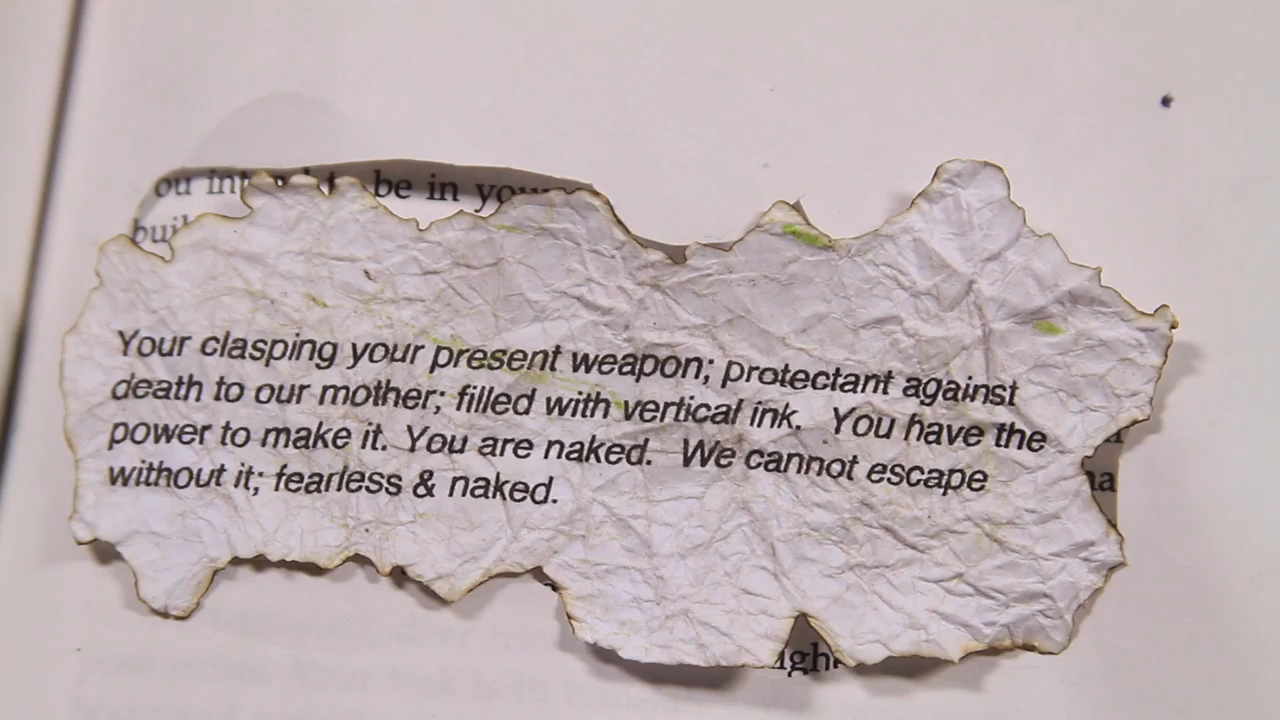 be in
Your clasping your present weapon; protectant against
death to our mother; filled with vertical ink. You have the
power to make it. You are naked. We cannot escape
without it; fearless & naked.